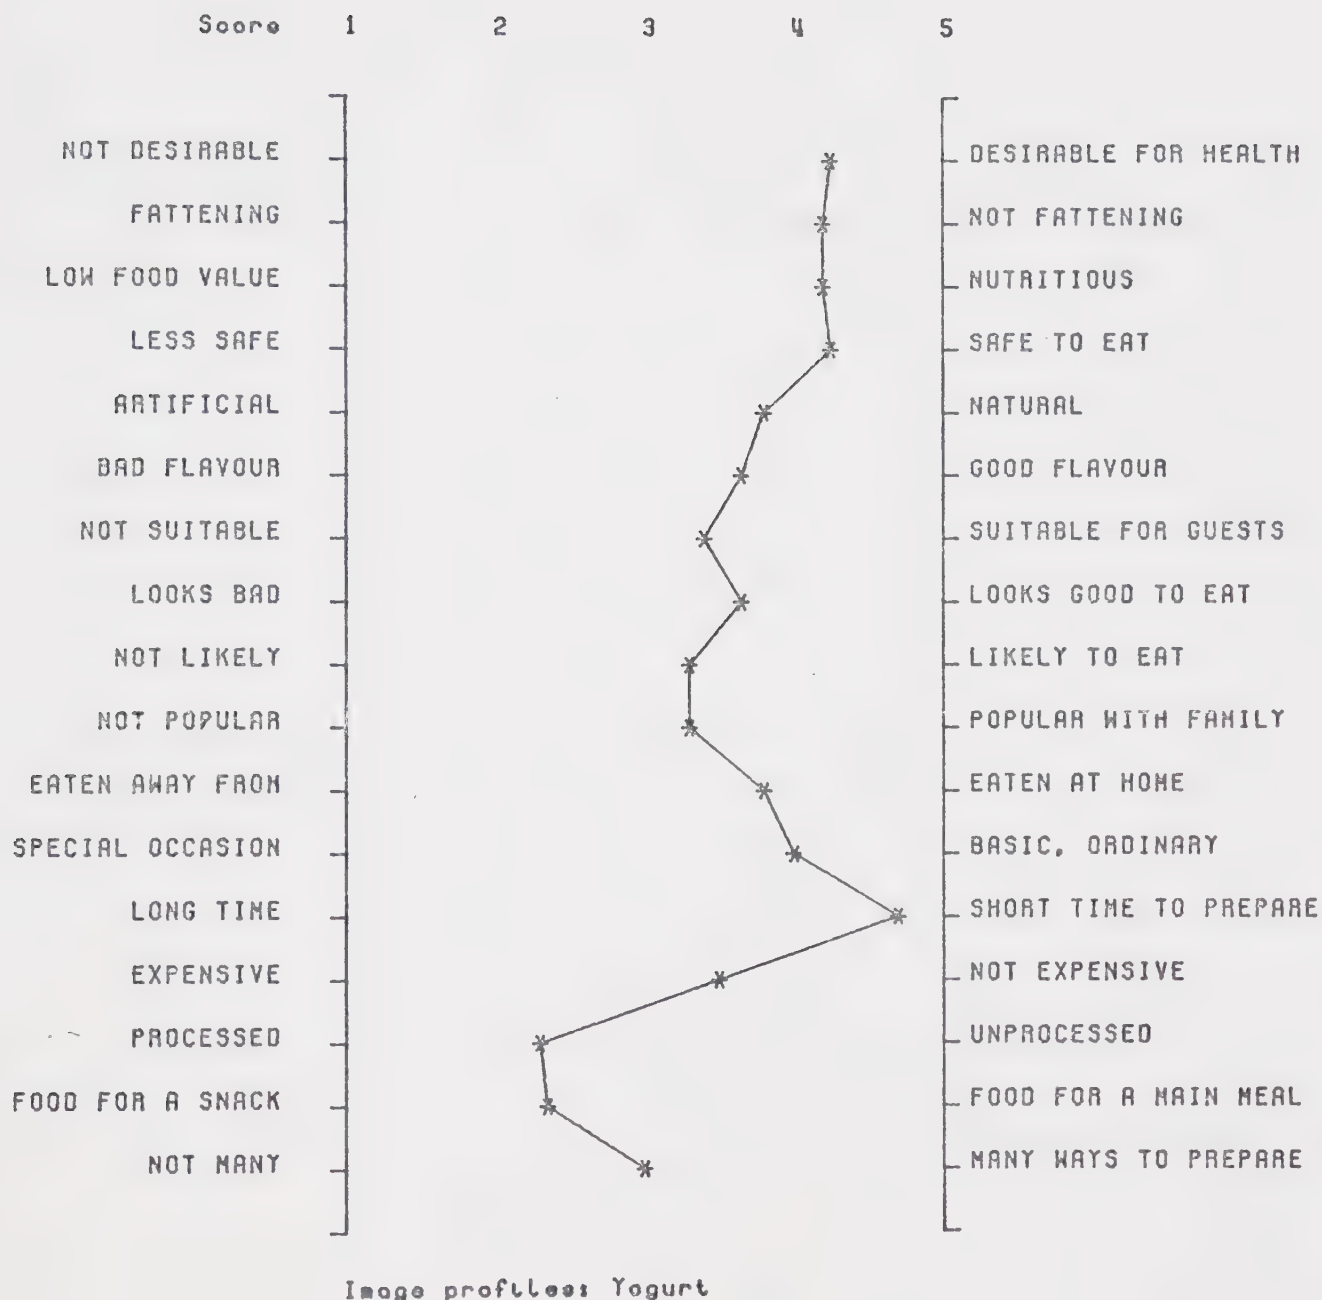 Score 1 2 3 4 5
NOT DESIRABLE DESIRABLE FOR HEALTH
FATTENING NOT FATTENING
LOW FOOD VALUE NUTRITIOUS
LESS SAFE SAFE TO EAT
ARTIFICIAL NATURAL
BAD FLAVOUR GOOD FLAVOUR
NOT SUITABLE SUITABLE FOR GUESTS
LOOKS BAD LOOKS GOOD TO EAT
NOT LIKELY LIKELY TO EAT
NOT POPULAR POPULAR WITH FAMILY
EATEN AWAY FROM EATEN AT HOME
SPECIAL OCCASION BASIC, ORDINARY
LONG TIME SHORT TIME TO PREPARE
EXPENSIVE NOT EXPENSIVE
PROCESSED UNPROCESSED
FOOD FOR A SNACK FOOD FOR A MAIN MEAL
NOT MANY MANY WAYS TO PREPARE
Image profiles: Yogurt